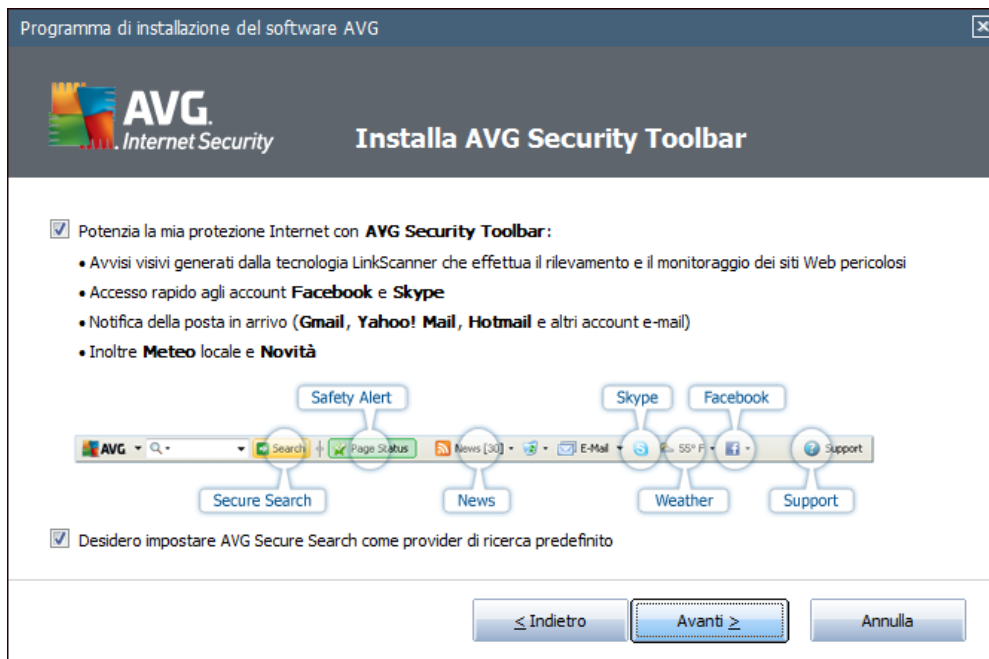 Programma di installazione del software AVG
AVG.
Internet Security
Installa AVG Security Toolbar
Potenzia la mia protezione Internet con AVG Security Toolbar:
• Avvisi visivi generati dalla tecnologia LinkScanner che effettua il rilevamento e il monitoraggio dei siti Web pericolosi
• Accesso rapido agli account Facebook e Skype
• Notifica della posta in arrivo (Gmail, Yahoo! Mail, Hotmail e altri account e-mail)
• Inoltre Meteo locale e Novità
Safety Alert Skype Facebook
AVG Search Page Status News [30] E-Mail 55° F Support
Secure Search News Weather Support
Desidero impostare AVG Secure Search come provider di ricerca predefinito
< Indietro Avanti > Annulla